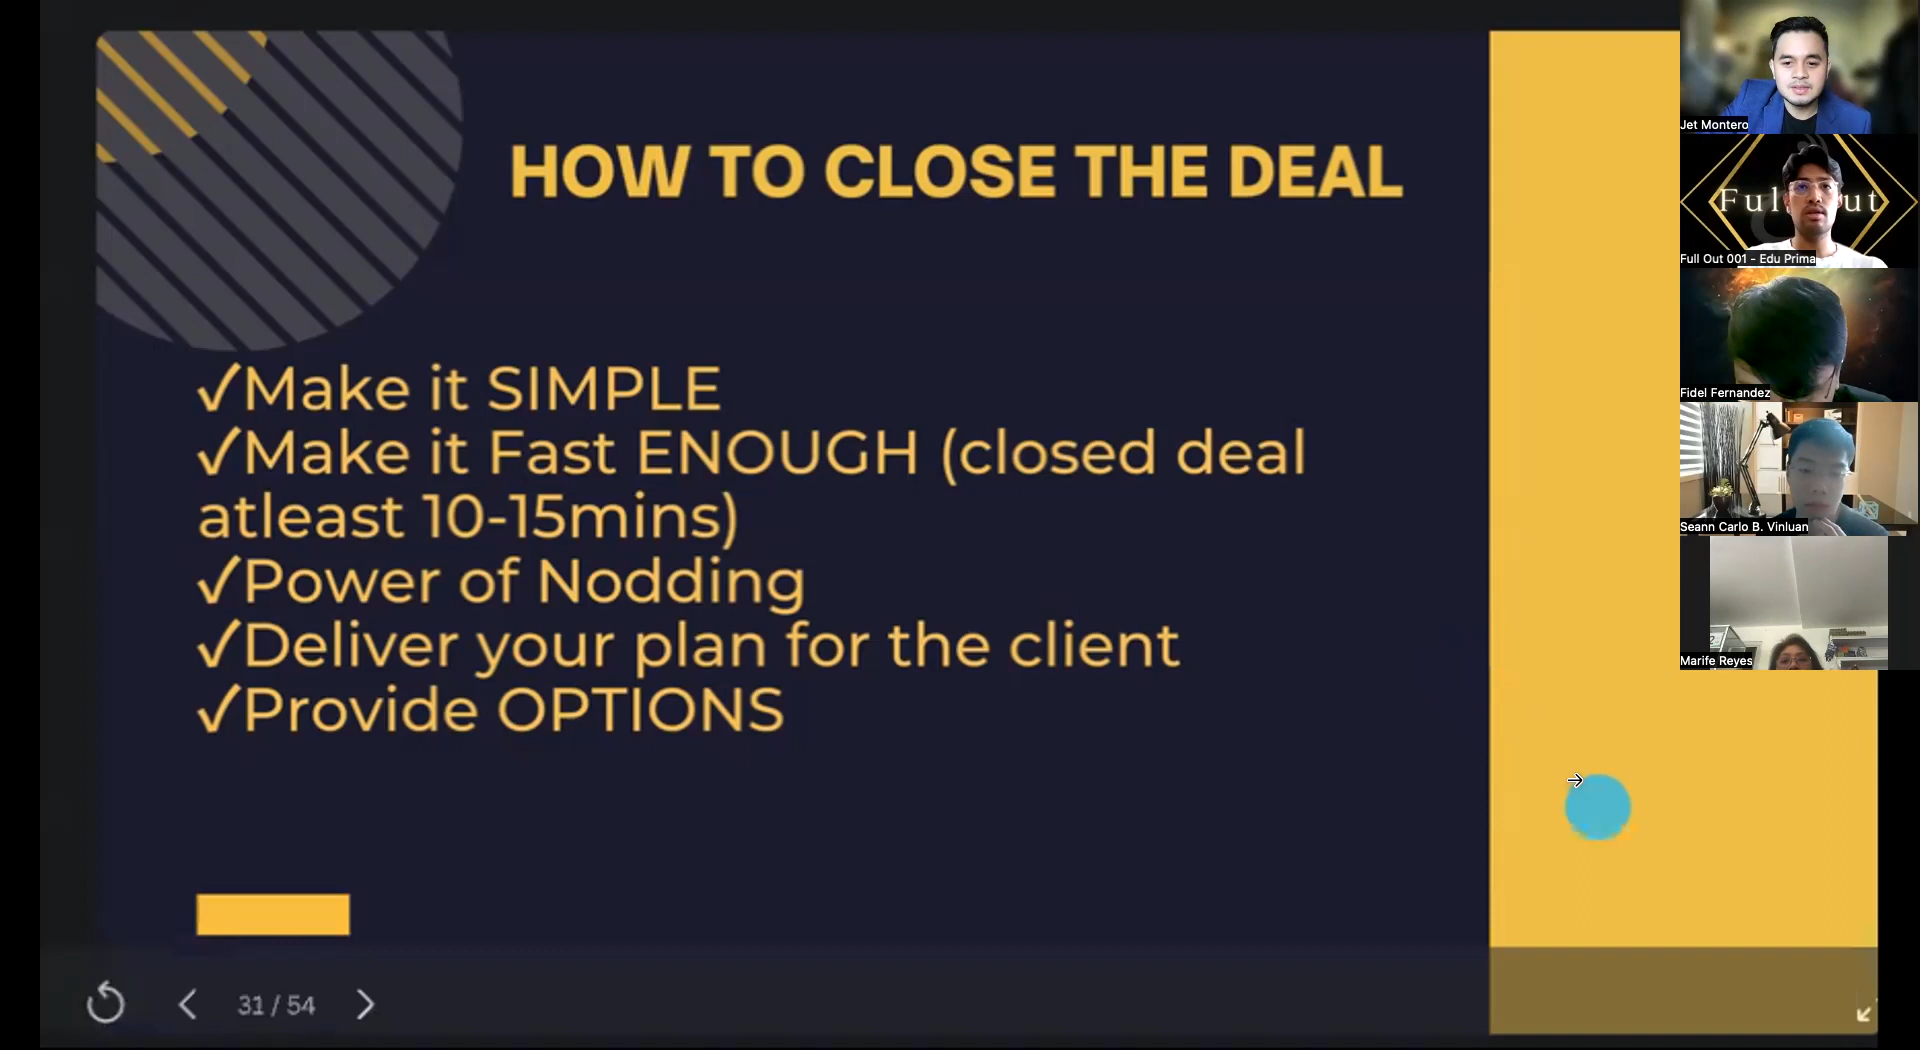 HOW TO CLOSE THE DEAL
✓Make it SIMPLE
✓Make it Fast ENOUGH (closed deal
atleast 10-15mins)
✓Power of Nodding
✓Deliver your plan for the client
✓Provide OPTIONS
31 / 54
Jet Montero
Ful ut
Full Out 001 - Edu Prima
Fidel Fernandez
Seann Carlo B. Vinluan
Marife Reyes